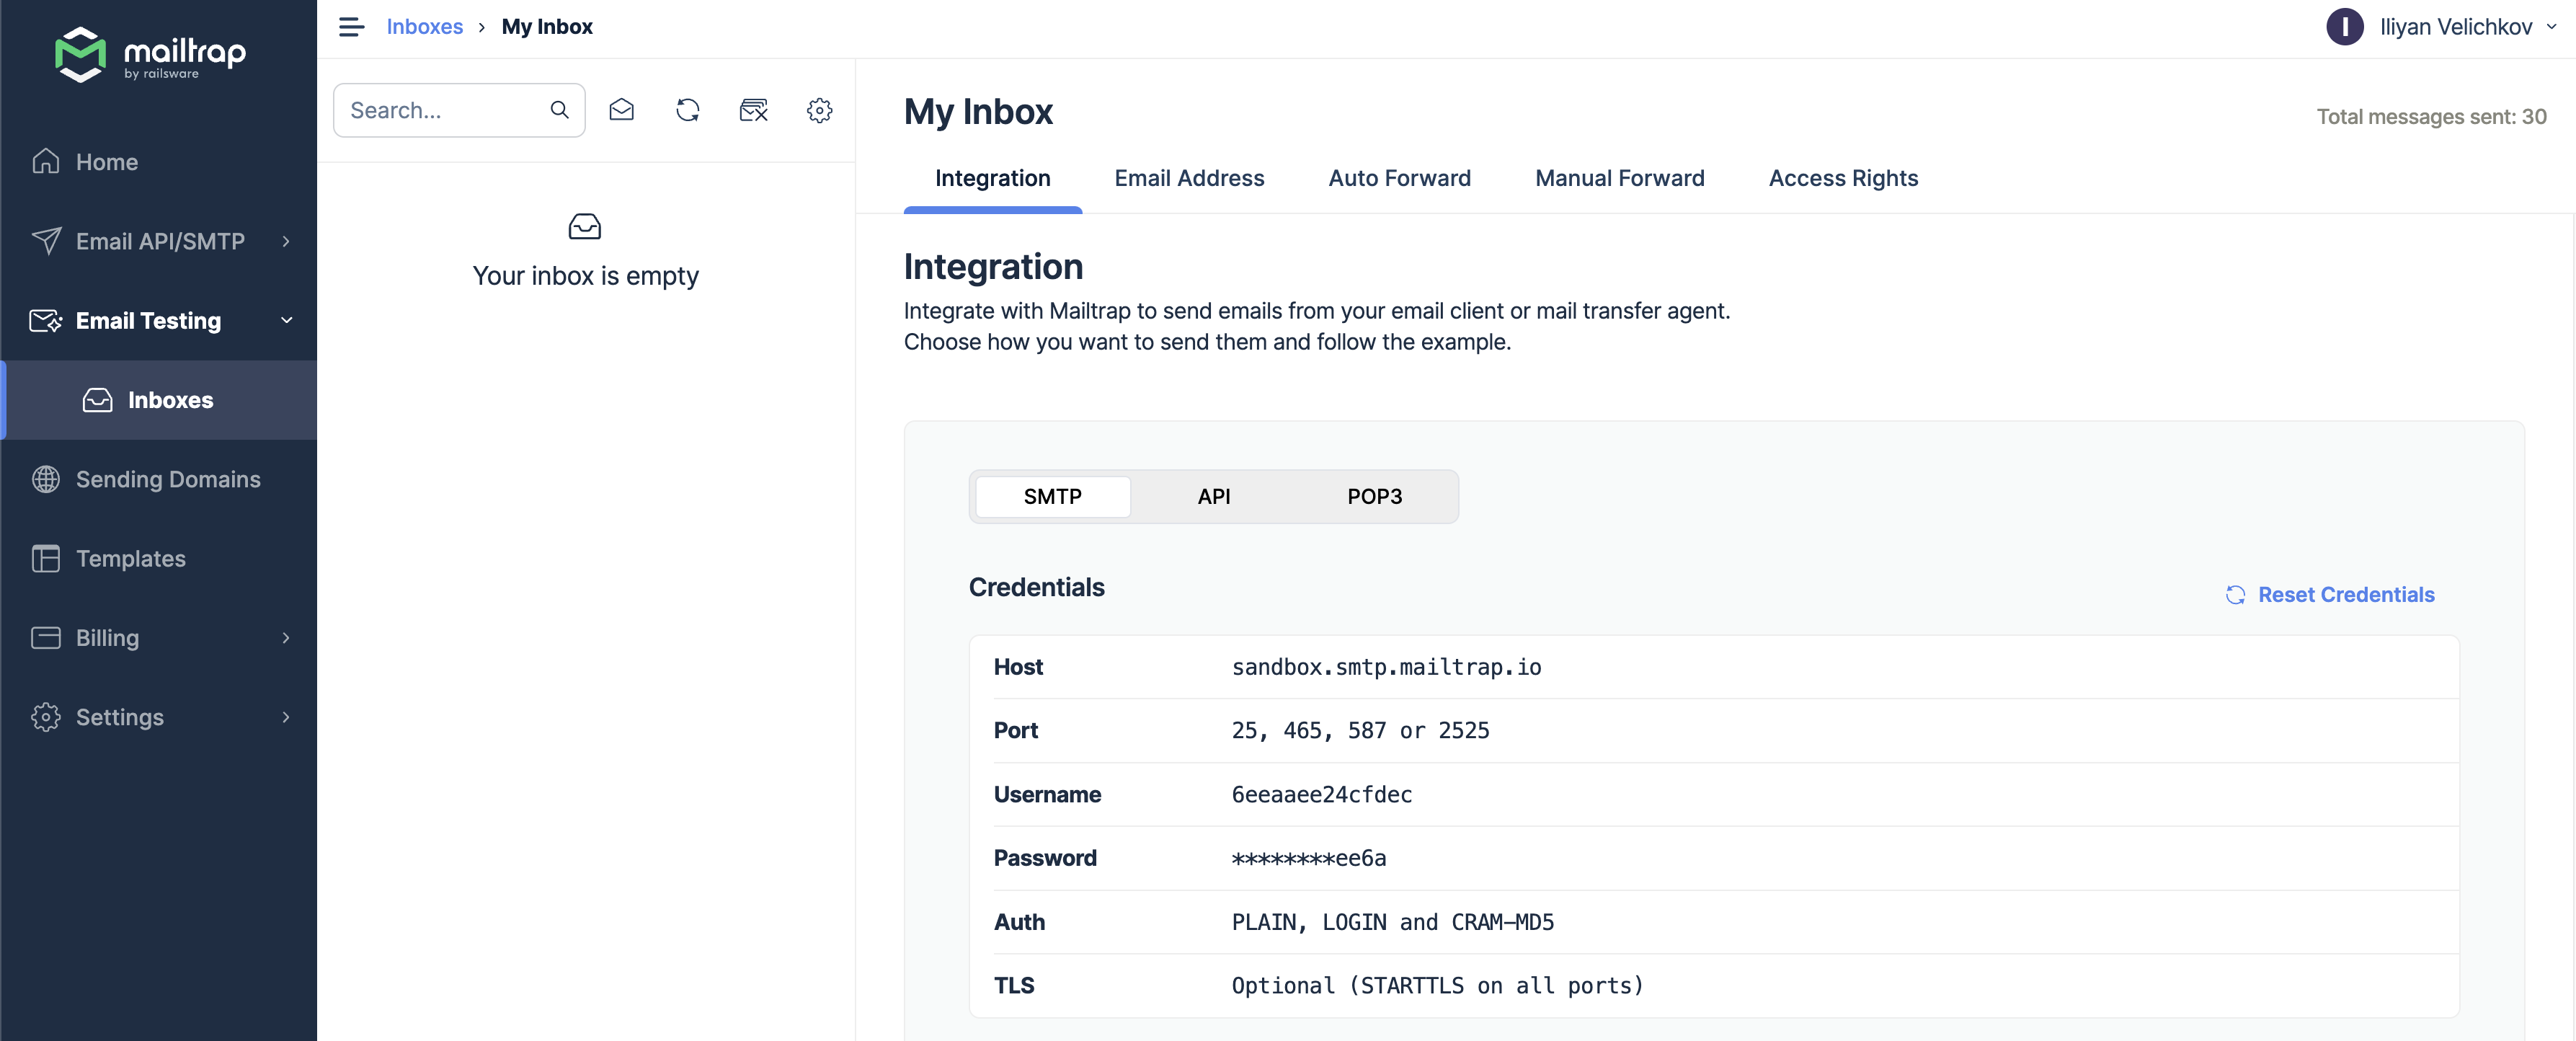 mailtrap
by railsware
Home
Email API/SMTP
Email Testing
Inboxes
Sending Domains
Templates
Billing
Settings
Inboxes › My Inbox
I Iliyan Velichkov
Search...
Your inbox is empty
My Inbox
Total messages sent: 30
Integration Email Address Auto Forward Manual Forward Access Rights
Integration
Integrate with Mailtrap to send emails from your email client or mail transfer agent.
Choose how you want to send them and follow the example.
SMTP API POP3
Credentials
Reset Credentials
Host sandbox.smtp.mailtrap.io
Port 25, 465, 587 or 2525
Username 6eeaaee24cfdec
Password ********ee6a
Auth PLAIN, LOGIN and CRAM-MD5
TLS Optional (STARTTLS on all ports)